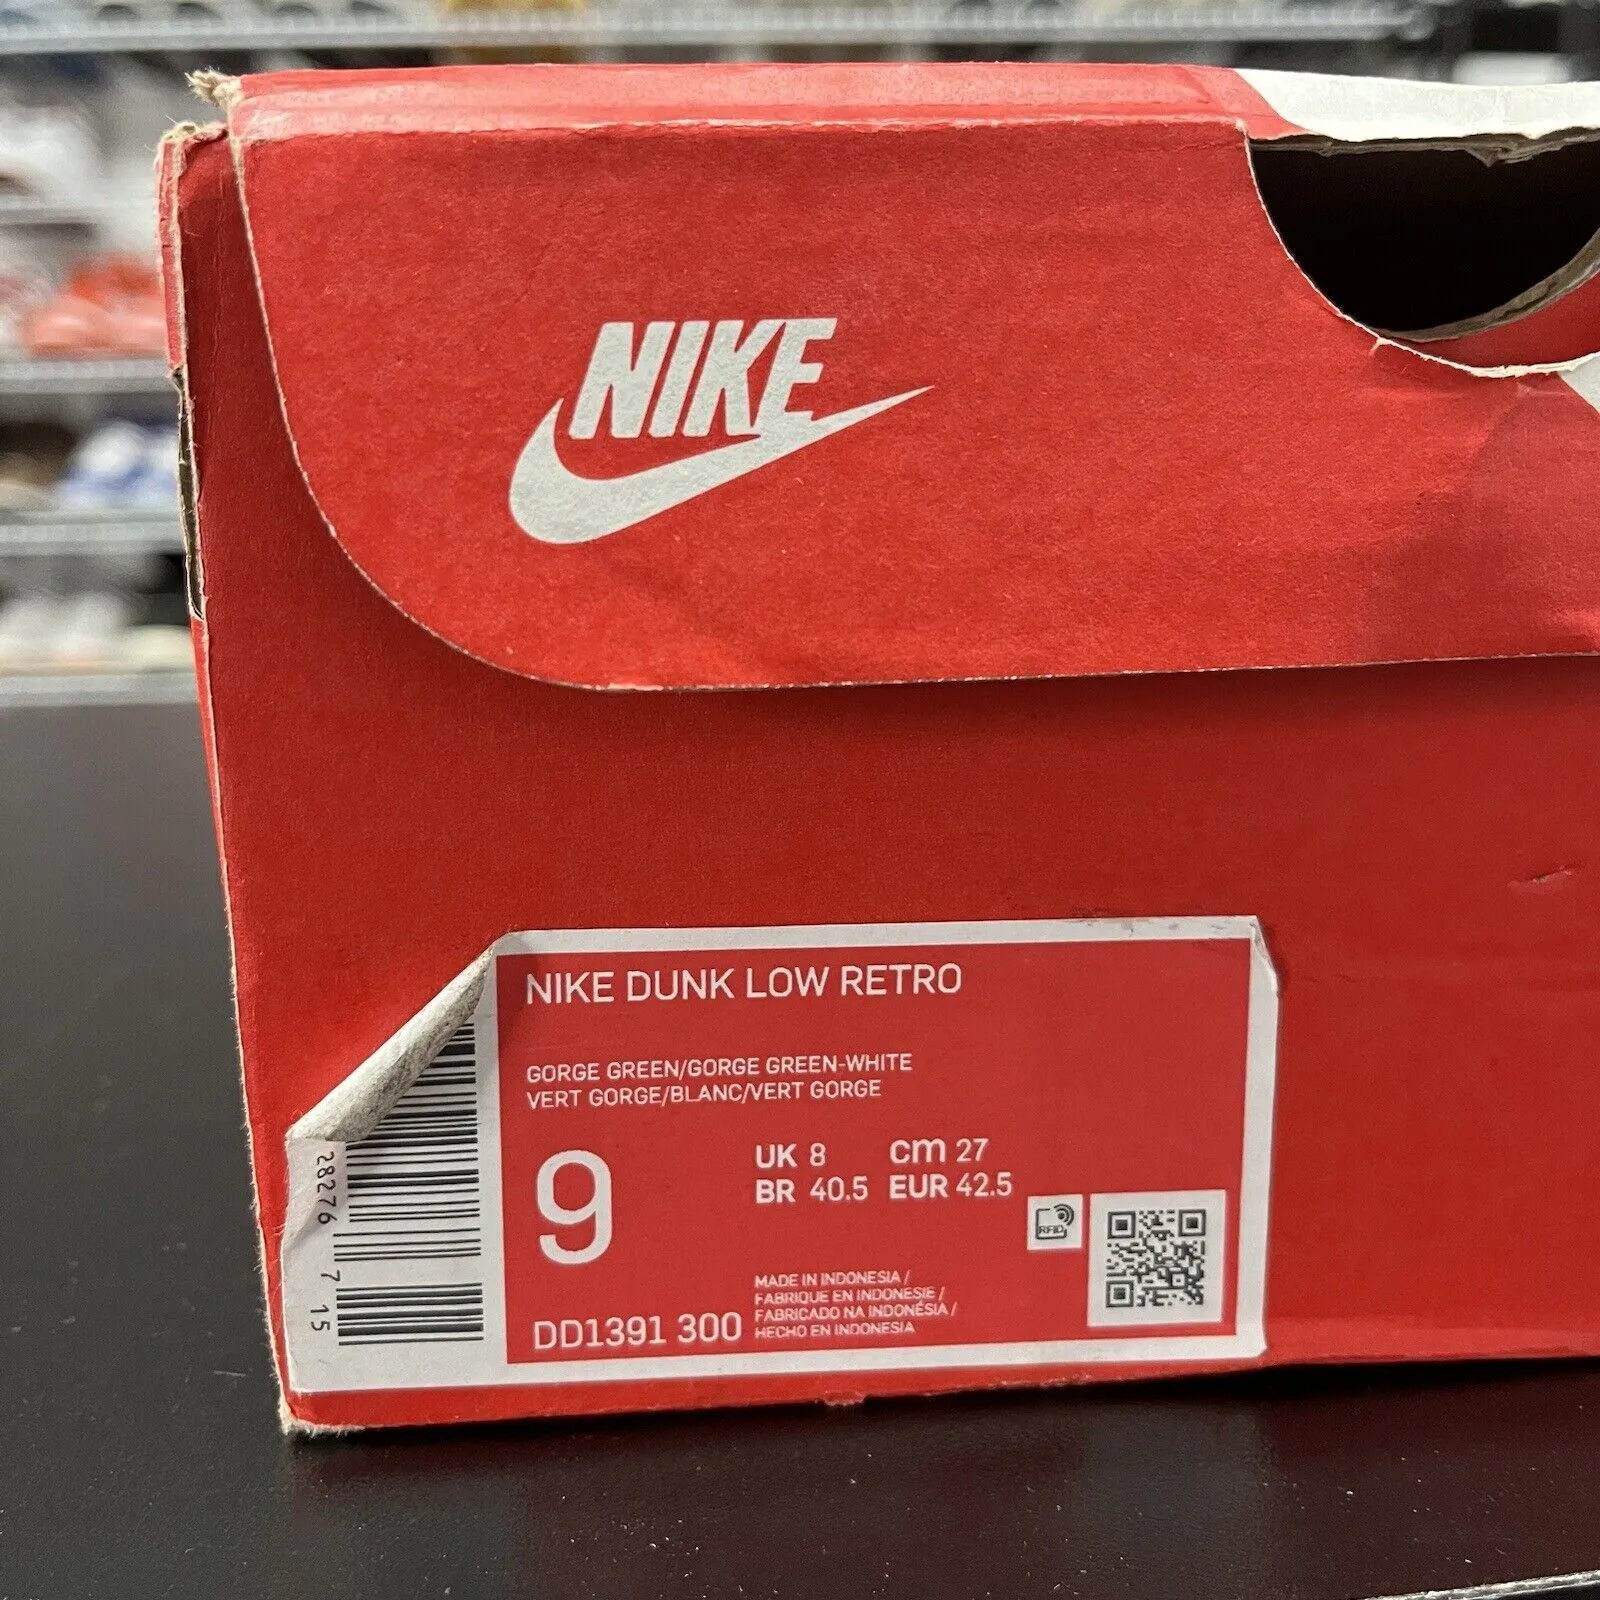 NIKE
NIKE DUNK LOW RETRO
GORGE GREEN/GORGE GREEN-WHITE
VERT GORGE/BLANC/VERT GORGE
9
UK 8 cm 27
BR 40.5 EUR 42.5
RFID
MADE IN INDONESIA /
FABRIQUE EN INDONESIE /
FABRICADO NA INDONÉSIA /
HECHO EN INDONESIA
DD1391 300
28276 7 15